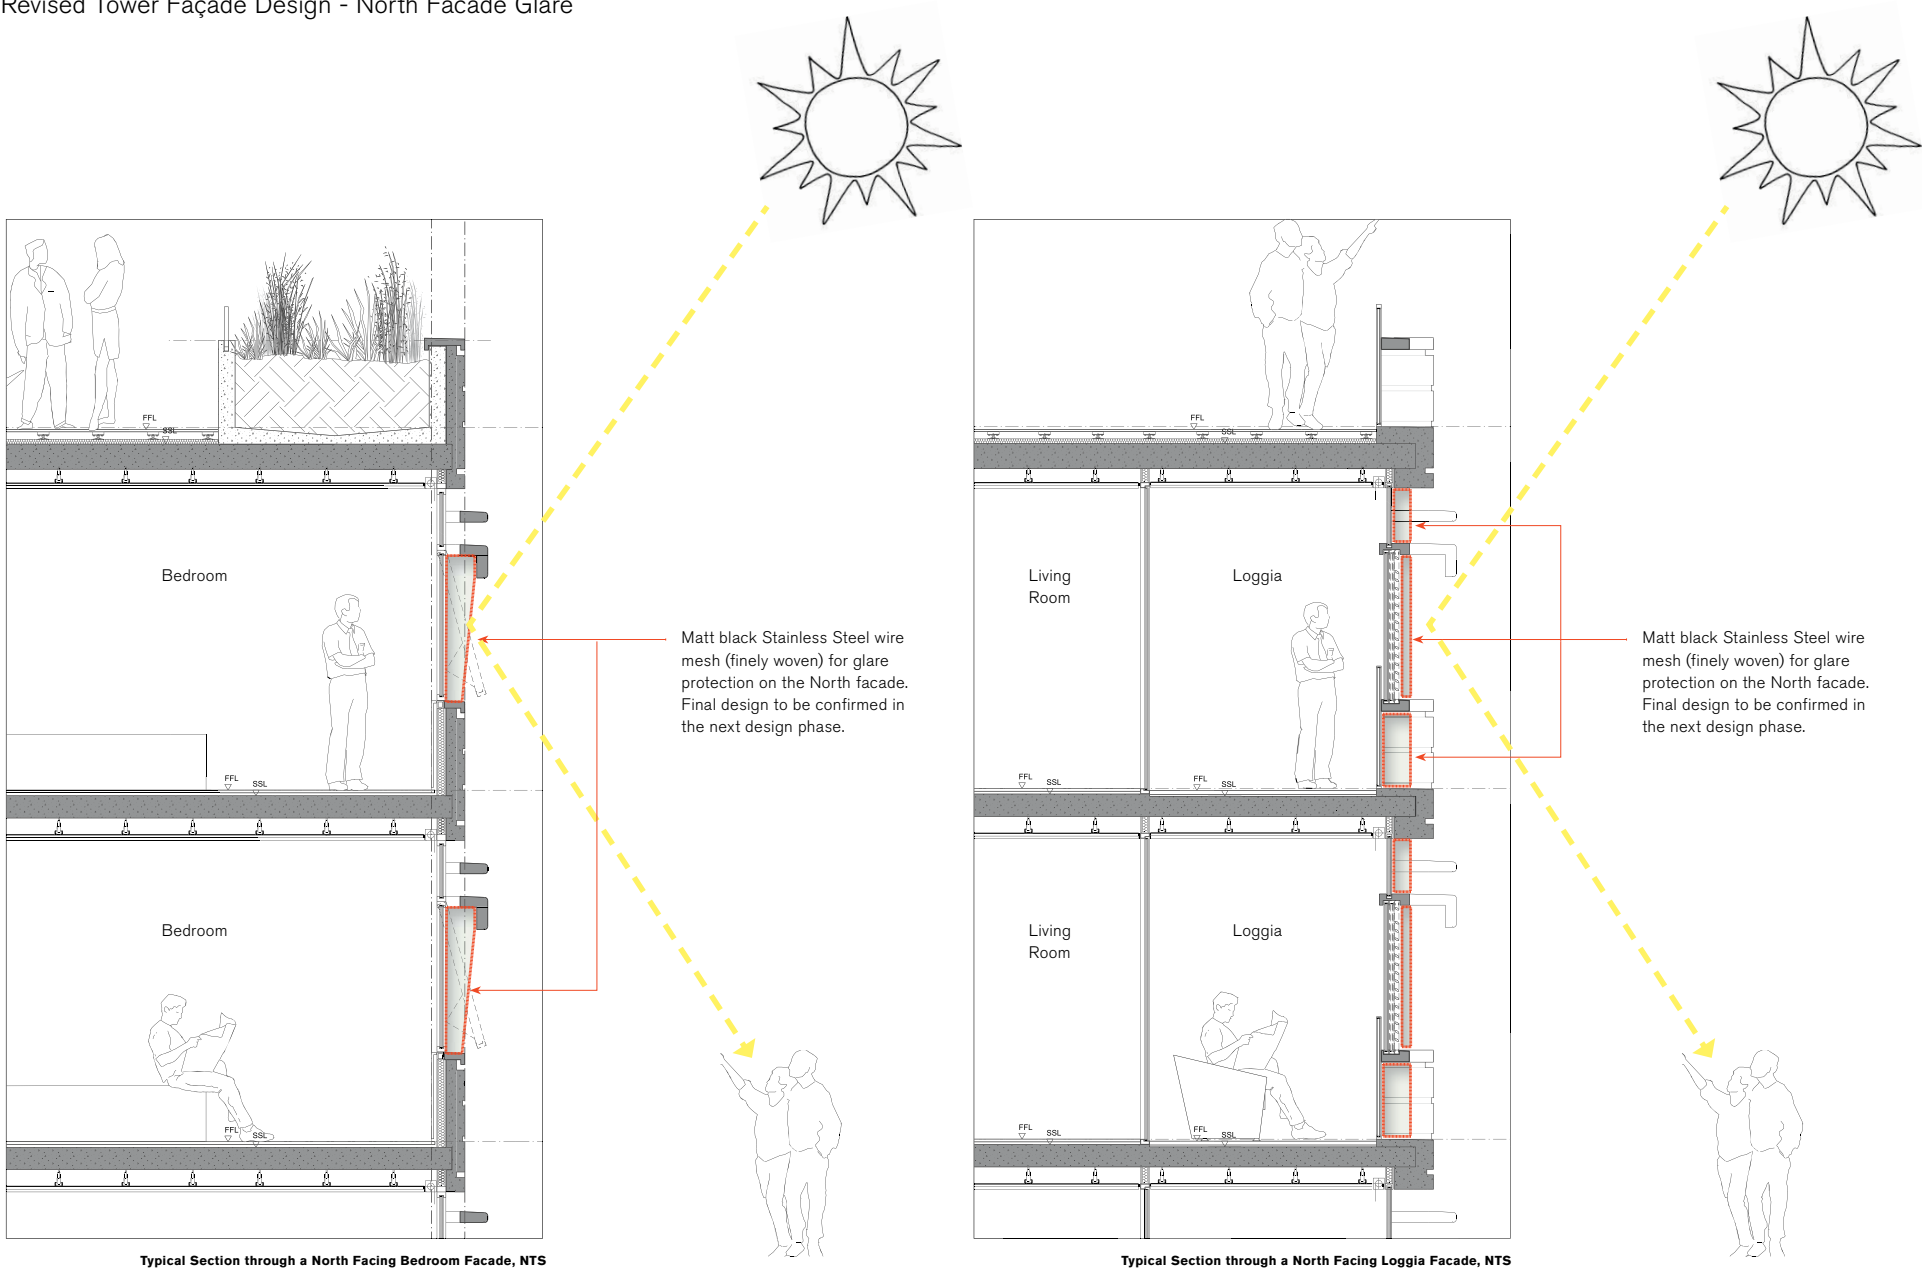 Revised Tower Façade Design - North Facade Glare
FFL
SSL
Bedroom
FFL
SSL
Bedroom
FFL
SSL
Matt black Stainless Steel wire
mesh (finely woven) for glare
protection on the North facade.
Final design to be confirmed in
the next design phase.
Typical Section through a North Facing Bedroom Facade, NTS
FFL
SSL
Living
Room
Loggia
FFL
SSL
FFL
SSL
Living
Room
Loggia
FFL
SSL
FFL
SSL
Matt black Stainless Steel wire
mesh (finely woven) for glare
protection on the North facade.
Final design to be confirmed in
the next design phase.
Typical Section through a North Facing Loggia Facade, NTS